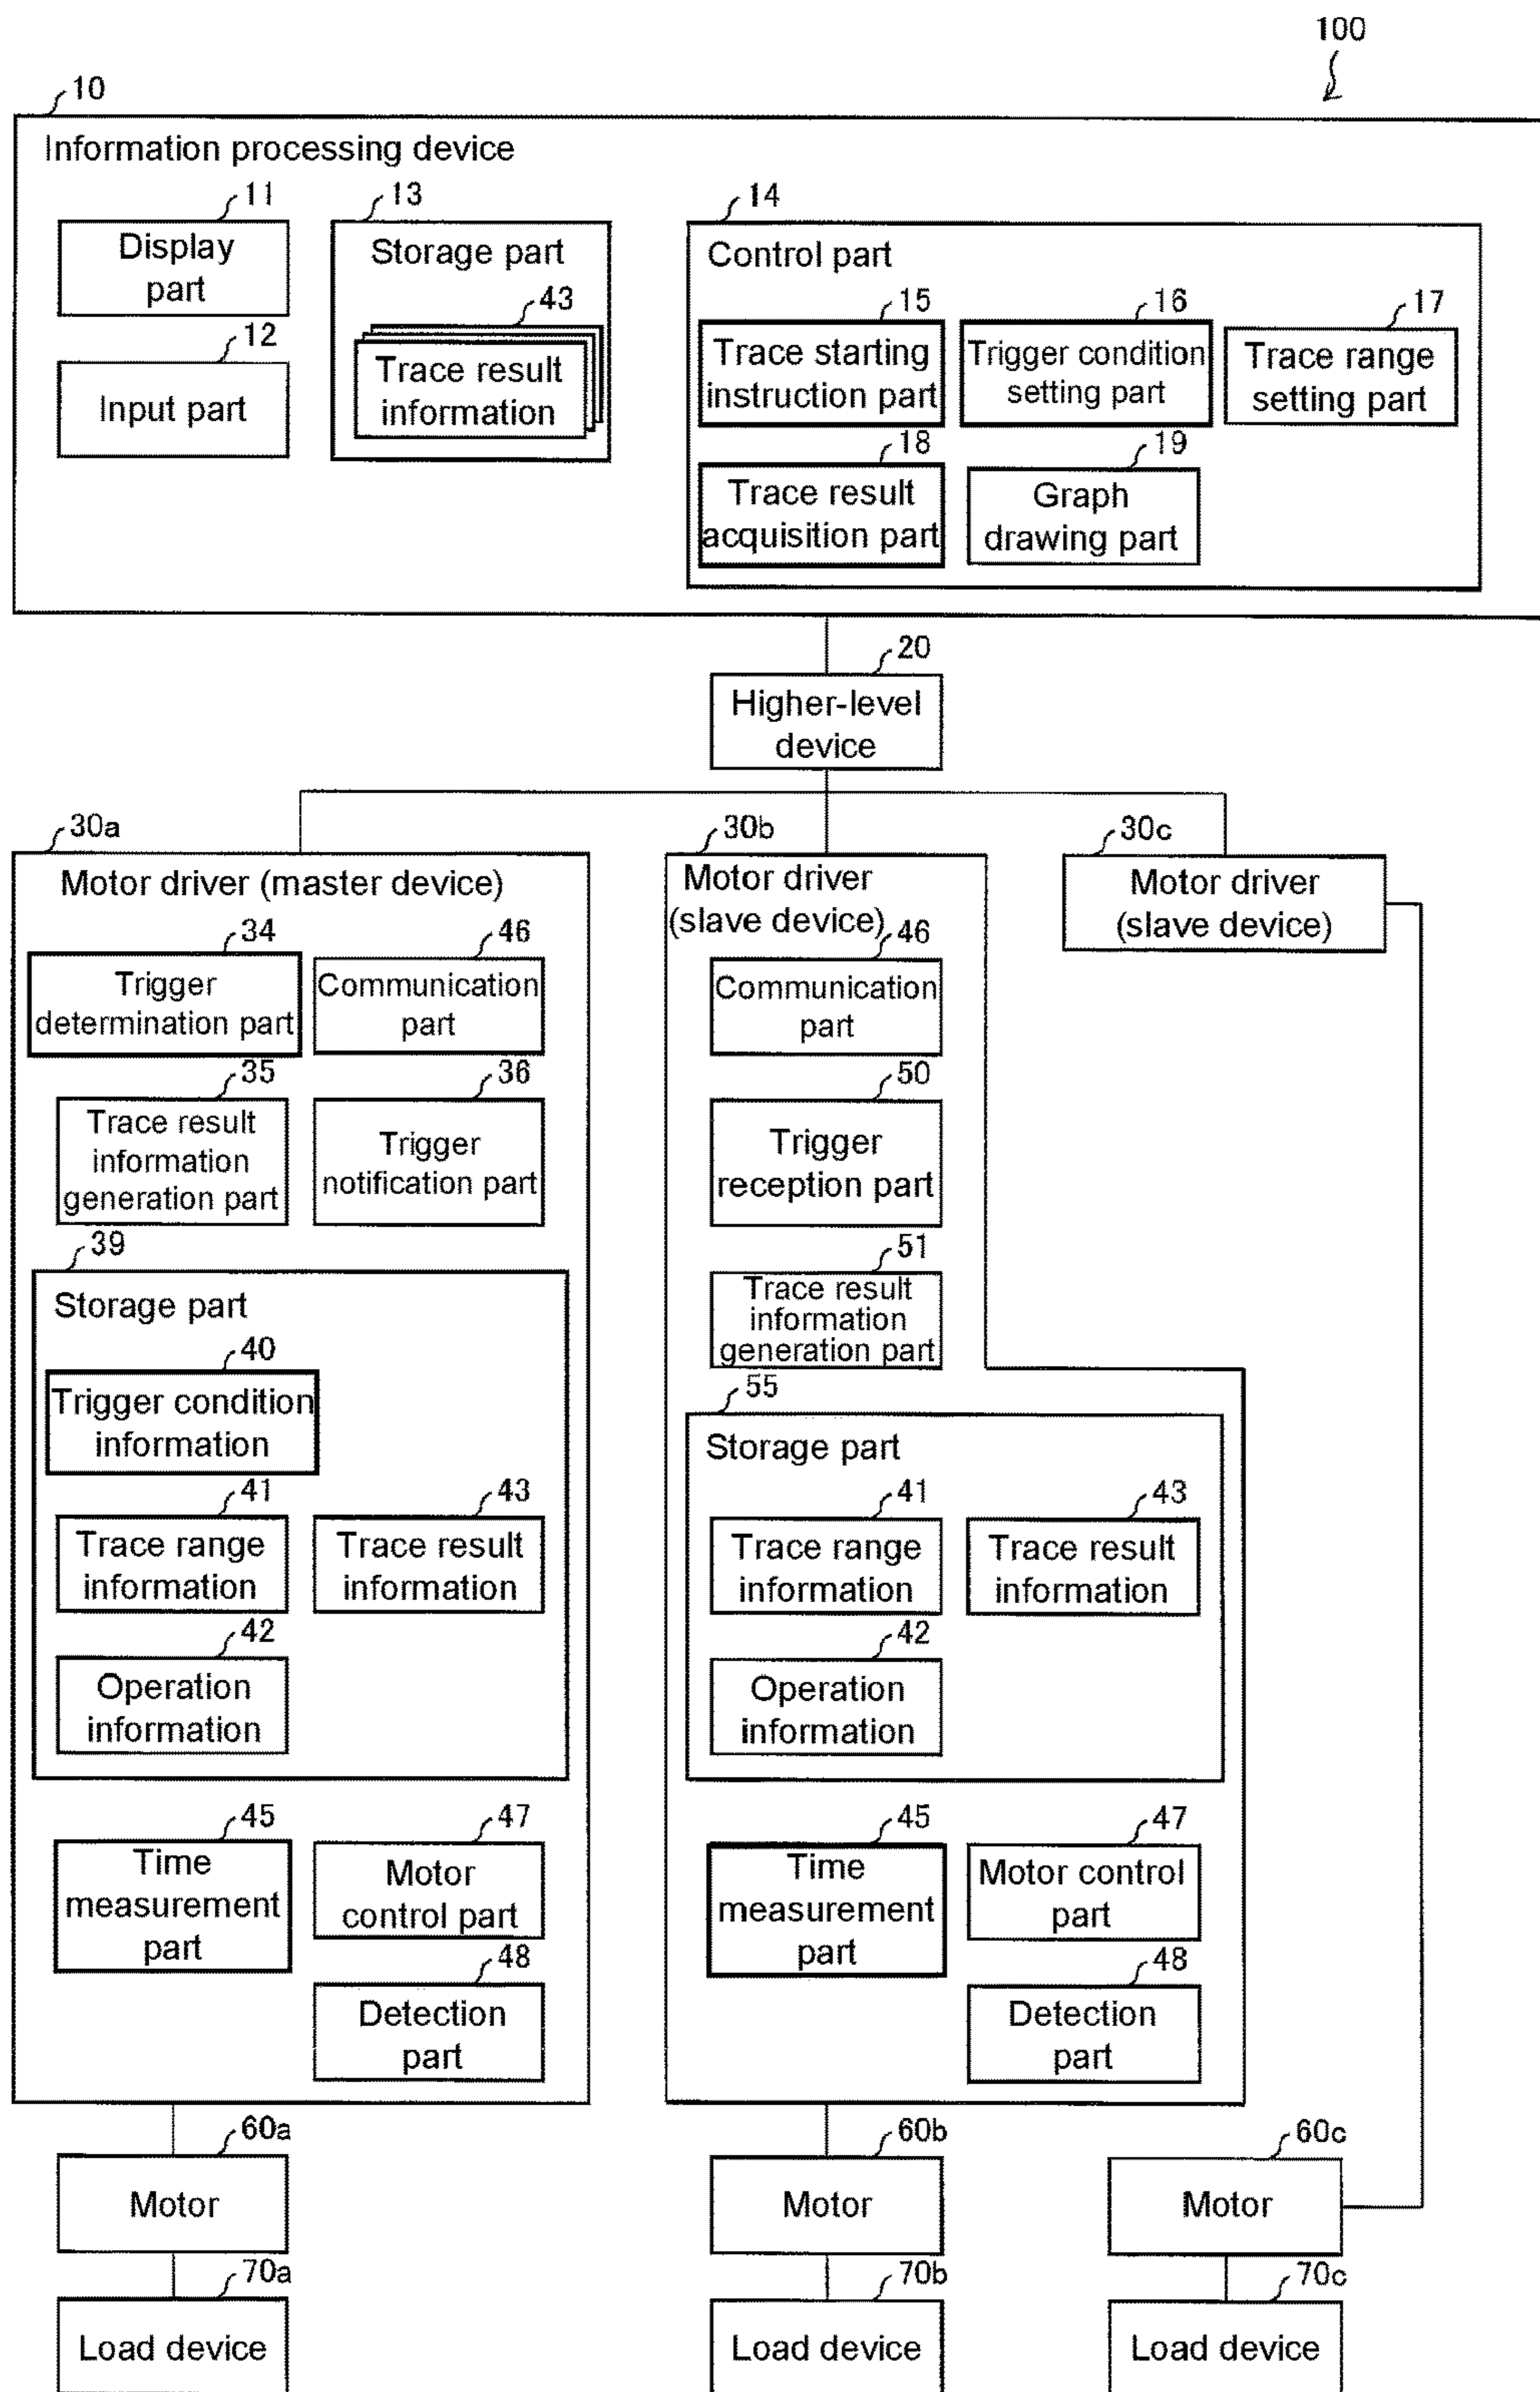 100
10
Information processing device
11
Display
part
12
Input part
13
Storage part
43
Trace result
information
14
Control part
15
Trace starting
instruction part
16
Trigger condition
setting part
17
Trace range
setting part
18
Trace result
acquisition part
19
Graph
drawing part
20
Higher-level
device
30a
Motor driver (master device)
34
Trigger
determination part
46
Communication
part
35
Trace result
information
generation part
36
Trigger
notification part
39
Storage part
40
Trigger condition
information
41
Trace range
information
43
Trace result
information
42
Operation
information
45
Time
measurement
part
47
Motor
control part
48
Detection
part
60a
Motor
70a
Load device
30b
Motor driver
(slave device)
46
Communication
part
50
Trigger
reception part
51
Trace result
information
generation part
55
Storage part
41
Trace range
information
43
Trace result
information
42
Operation
information
45
Time
measurement
part
47
Motor control
part
48
Detection
part
60b
Motor
70b
Load device
30c
Motor driver
(slave device)
60c
Motor
70c
Load device